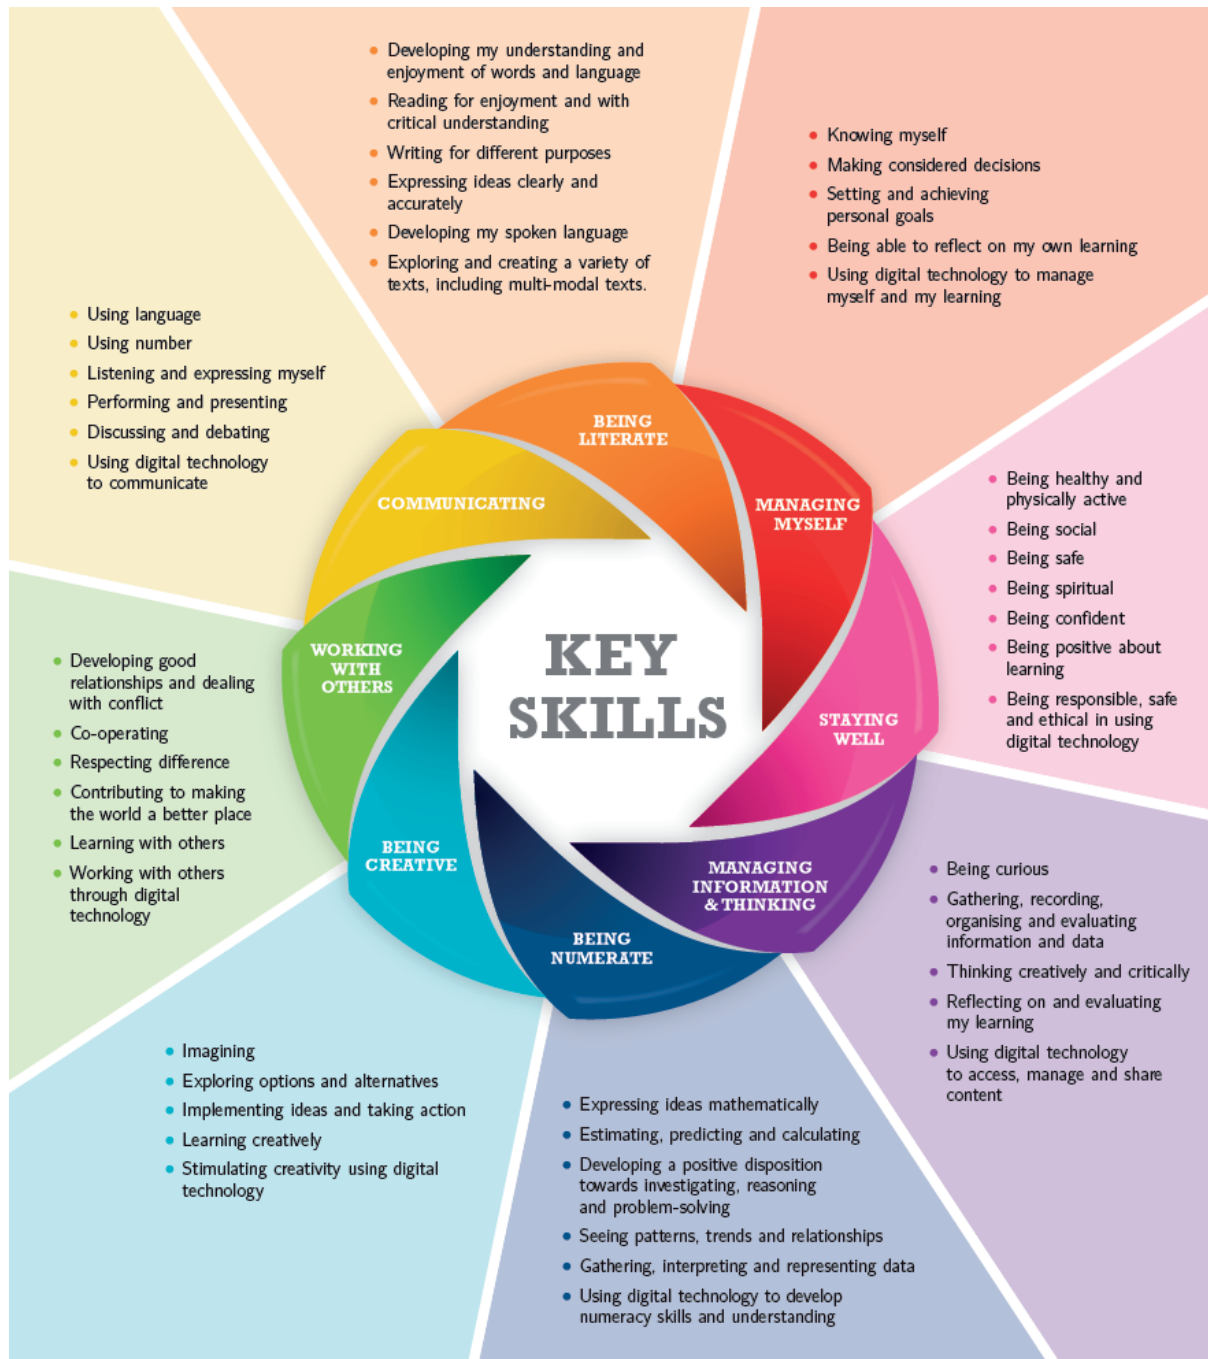 KEY
SKILLS
BEING
LITERATE
• Developing my understanding and
enjoyment of words and language
• Reading for enjoyment and with
critical understanding
• Writing for different purposes
• Expressing ideas clearly and
accurately
• Developing my spoken language
• Exploring and creating a variety of
texts, including multi-modal texts.
MANAGING
MYSELF
• Knowing myself
• Making considered decisions
• Setting and achieving
personal goals
• Being able to reflect on my own learning
• Using digital technology to manage
myself and my learning
STAYING
WELL
• Being healthy and
physically active
• Being social
• Being safe
• Being spiritual
• Being confident
• Being positive about
learning
• Being responsible, safe
and ethical in using
digital technology
MANAGING
INFORMATION
& THINKING
• Being curious
• Gathering, recording,
organising and evaluating
information and data
• Thinking creatively and critically
• Reflecting on and evaluating
my learning
• Using digital technology
to access, manage and share
content
BEING
NUMERATE
• Expressing ideas mathematically
• Estimating, predicting and calculating
• Developing a positive disposition
towards investigating, reasoning
and problem-solving
• Seeing patterns, trends and relationships
• Gathering, interpreting and representing data
• Using digital technology to develop
numeracy skills and understanding
BEING
CREATIVE
• Imagining
• Exploring options and alternatives
• Implementing ideas and taking action
• Learning creatively
• Stimulating creativity using digital
technology
WORKING
WITH
OTHERS
• Developing good
relationships and dealing
with conflict
• Co-operating
• Respecting difference
• Contributing to making
the world a better place
• Learning with others
• Working with others
through digital
technology
COMMUNICATING
• Using language
• Using number
• Listening and expressing myself
• Performing and presenting
• Discussing and debating
• Using digital technology
to communicate